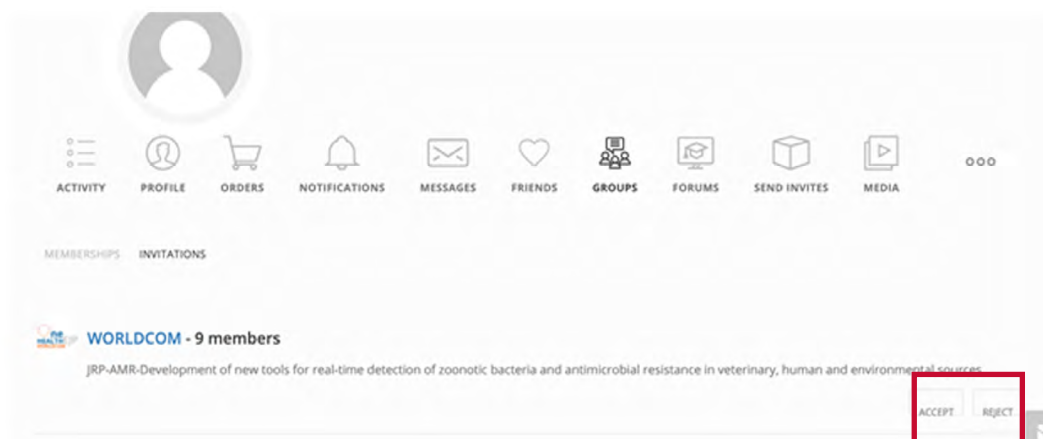 ACTIVITY PROFILE ORDERS NOTIFICATIONS MESSAGES FRIENDS GROUPS FORUMS SEND INVITES MEDIA
MEMBERSHIPS INVITATIONS
WORLDCOM - 9 members
JRP-AMR-Development of new tools for real-time detection of zoonotic bacteria and antimicrobial resistance in veterinary, human and environmental sources
ACCEPT REJECT